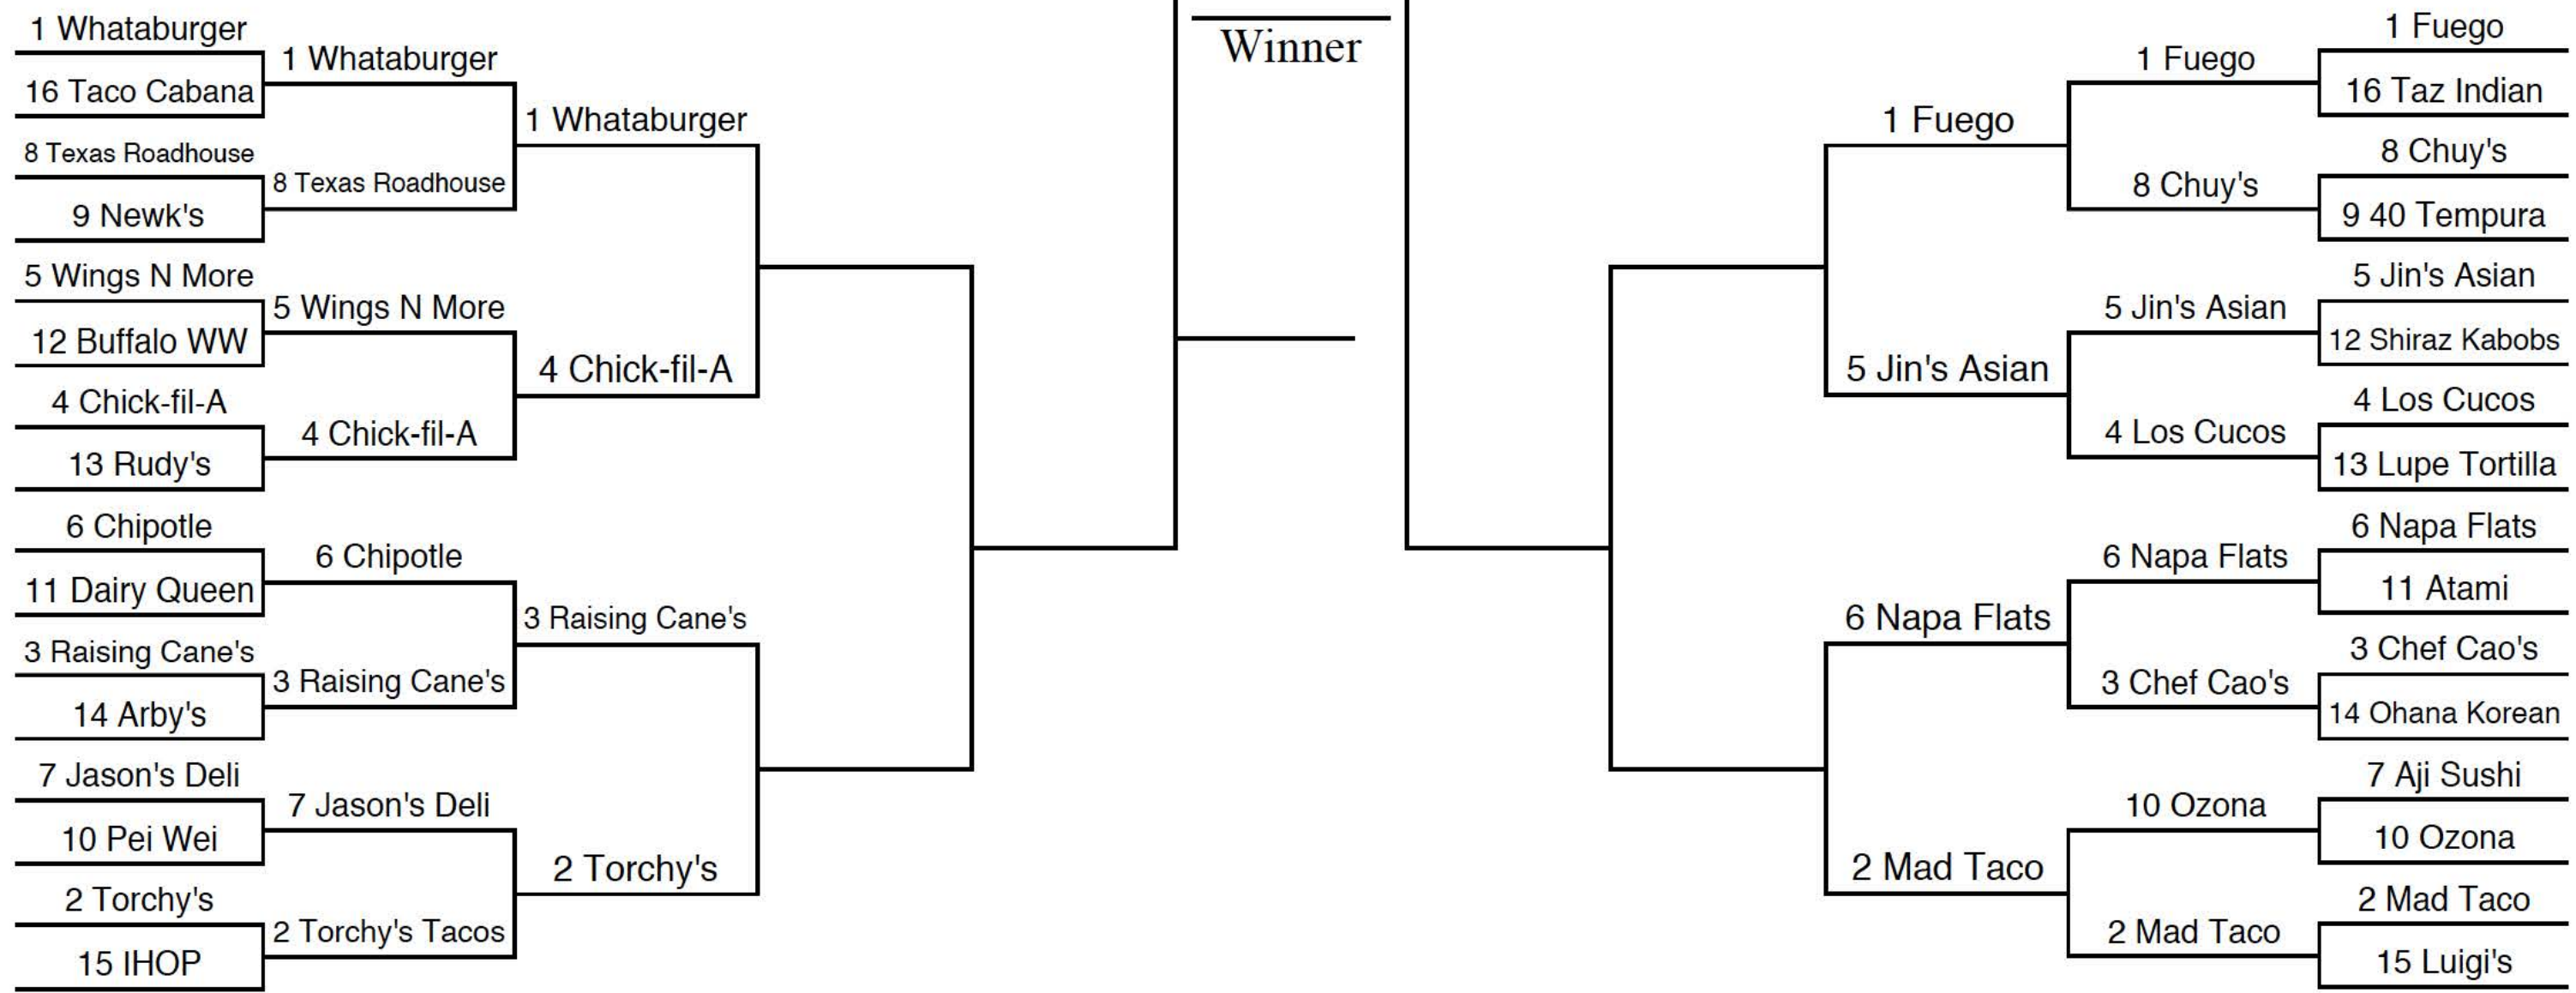 1 Whataburger
16 Taco Cabana
8 Texas Roadhouse
9 Newk's
5 Wings N More
12 Buffalo WW
4 Chick-fil-A
13 Rudy's
6 Chipotle
11 Dairy Queen
3 Raising Cane's
14 Arby's
7 Jason's Deli
10 Pei Wei
2 Torchy's
15 IHOP
1 Whataburger
8 Texas Roadhouse
5 Wings N More
4 Chick-fil-A
6 Chipotle
3 Raising Cane's
7 Jason's Deli
2 Torchy's Tacos
1 Whataburger
4 Chick-fil-A
3 Raising Cane's
2 Torchy's
Winner
1 Fuego
5 Jin's Asian
6 Napa Flats
2 Mad Taco
1 Fuego
8 Chuy's
5 Jin's Asian
4 Los Cucos
6 Napa Flats
3 Chef Cao's
10 Ozona
2 Mad Taco
1 Fuego
16 Taz Indian
8 Chuy's
9 40 Tempura
5 Jin's Asian
12 Shiraz Kabobs
4 Los Cucos
13 Lupe Tortilla
6 Napa Flats
11 Atami
3 Chef Cao's
14 Ohana Korean
7 Aji Sushi
10 Ozona
2 Mad Taco
15 Luigi's